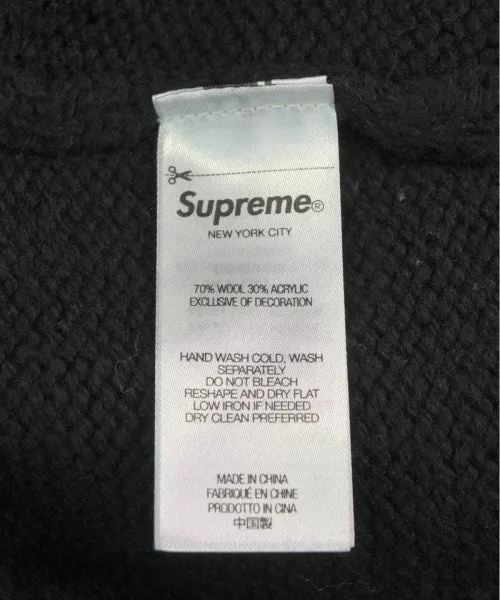 Supreme®
NEW YORK CITY
70% WOOL 30% ACRYLIC
EXCLUSIVE OF DECORATION
HAND WASH COLD, WASH
SEPARATELY
DO NOT BLEACH
RESHAPE AND DRY FLAT
LOW IRON IF NEEDED
DRY CLEAN PREFERRED
MADE IN CHINA
FABRIQUÉ EN CHINE
PRODOTTO IN CINA
中国製